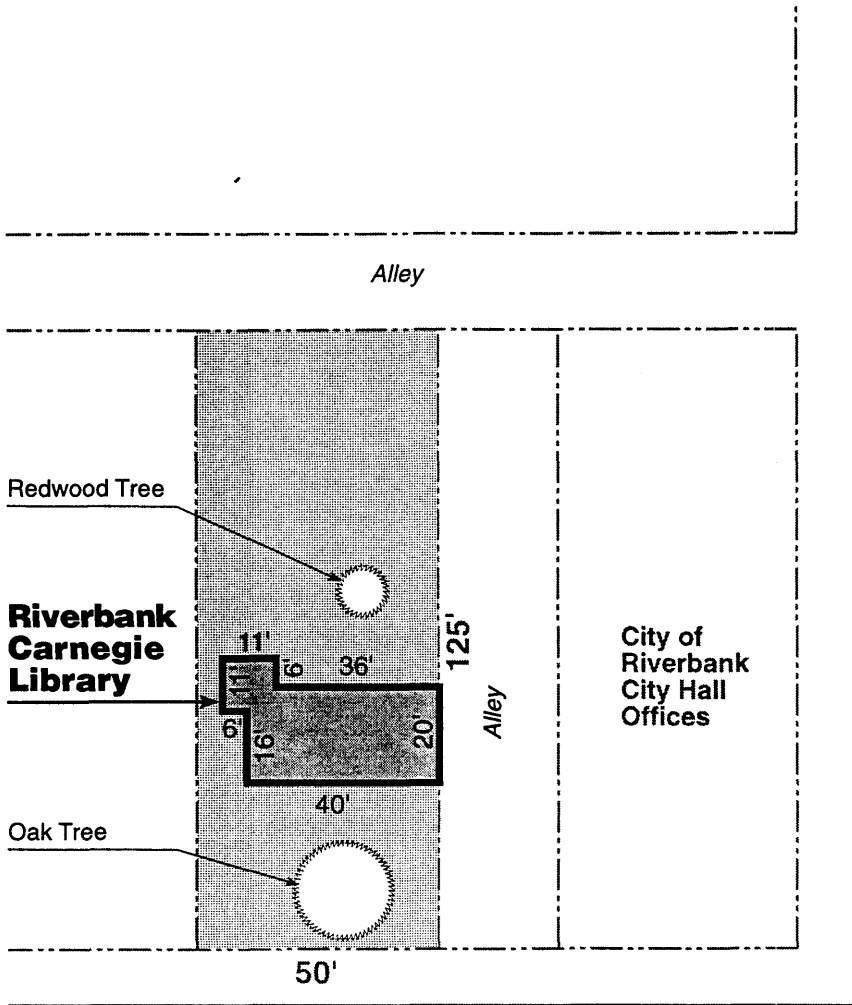 Alley
Redwood Tree
Riverbank
Carnegie
Library
11'
6'
36'
11'
125'
City of
Riverbank
City Hall
Offices
Alley
6'
16'
20'
40'
Oak Tree
50'